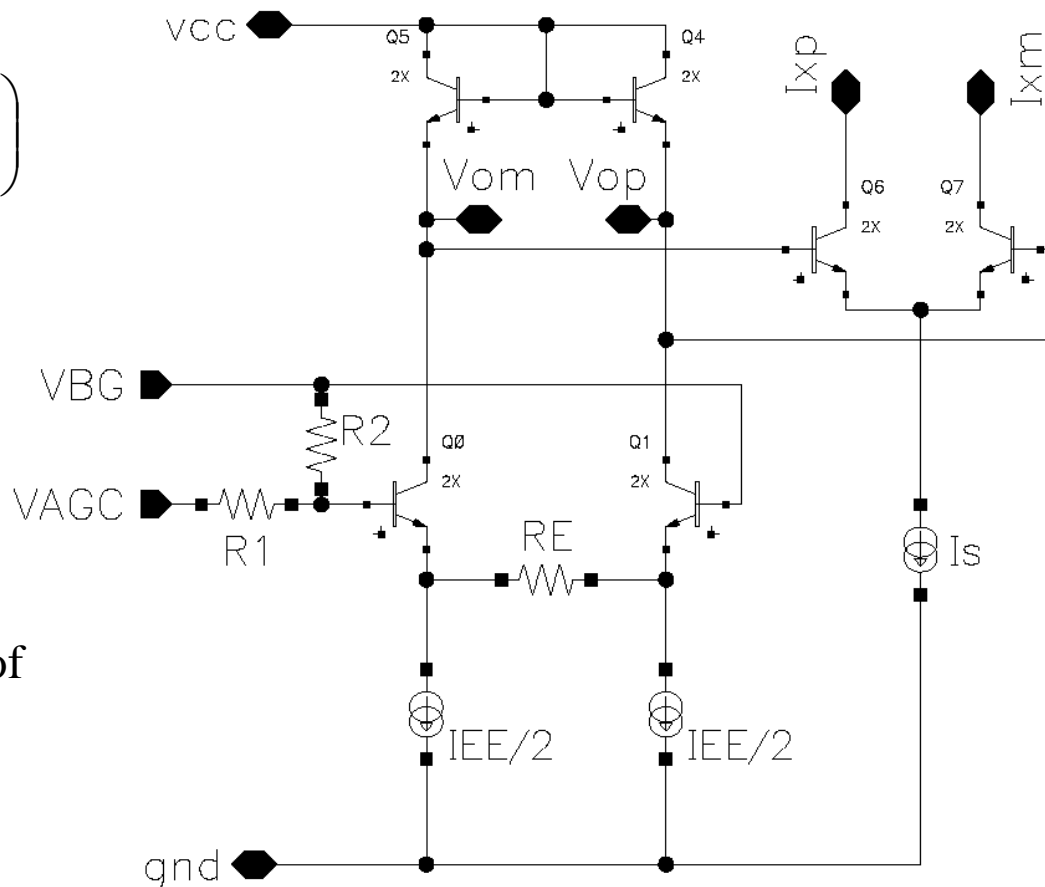 vcc
Q5
2X
Q4
2X
Ixp
Ixm
Vom
Vop
Q6
2X
Q7
2X
VBG
R2
Q0
2X
Q1
2X
VAGC
R1
RE
Is
of
IEE/2
IEE/2
gnd